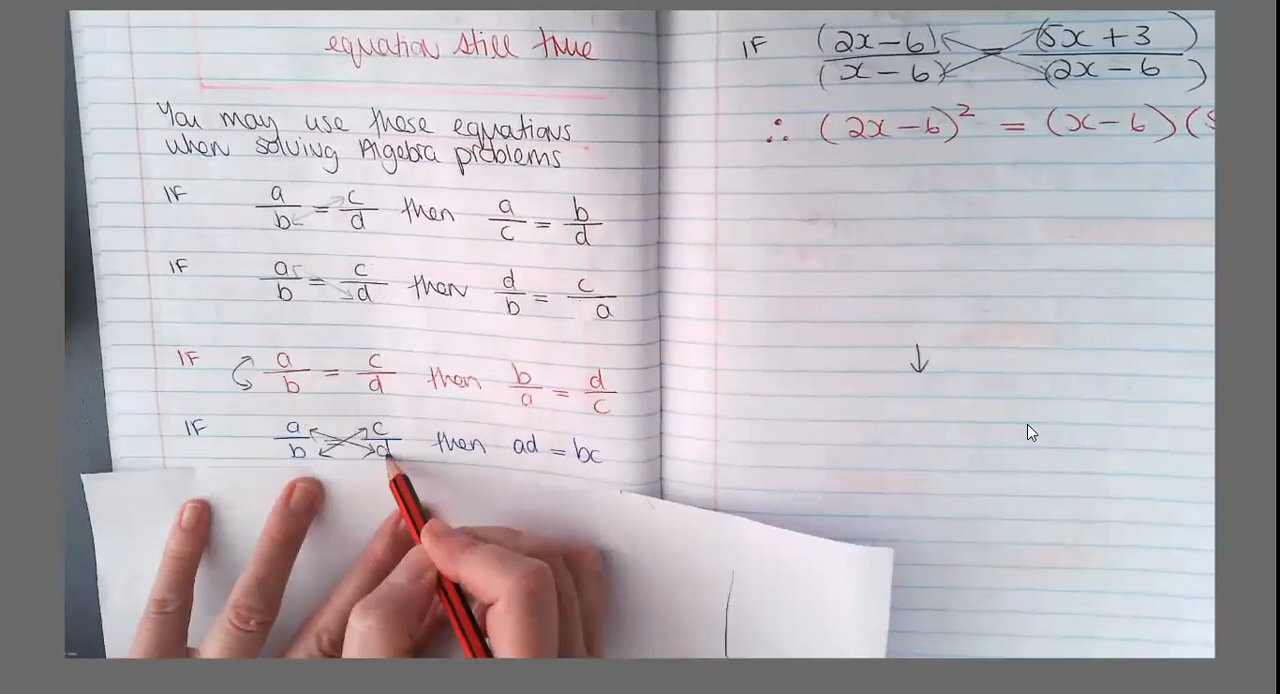 equation still true
You may use these equations
when solving Algebra problems
IF a/b = c/d then a/c = b/d
IF a/b = c/d then d/b = c/a
IF a/b = c/d then b/a = d/c
IF a/b = c/d then ad = bc
IF (2x-6)/(x-6) = (5x+3)/(2x-6)
∴ (2x-6)² = (x-6)(